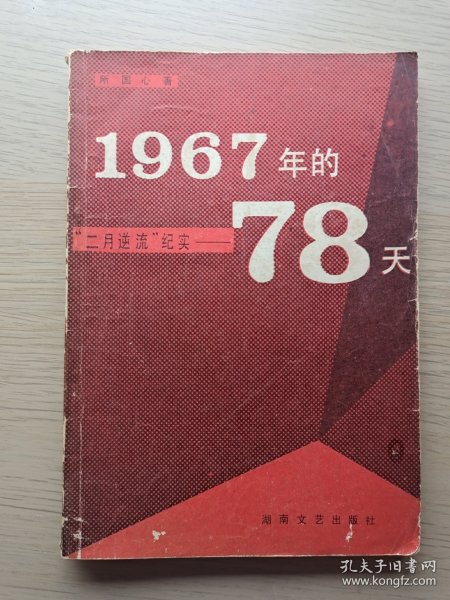 所国心著
1967年的
"二月逆流"纪实——
78天
湖南文艺出版社
孔夫子旧书网
www.kongfz.com